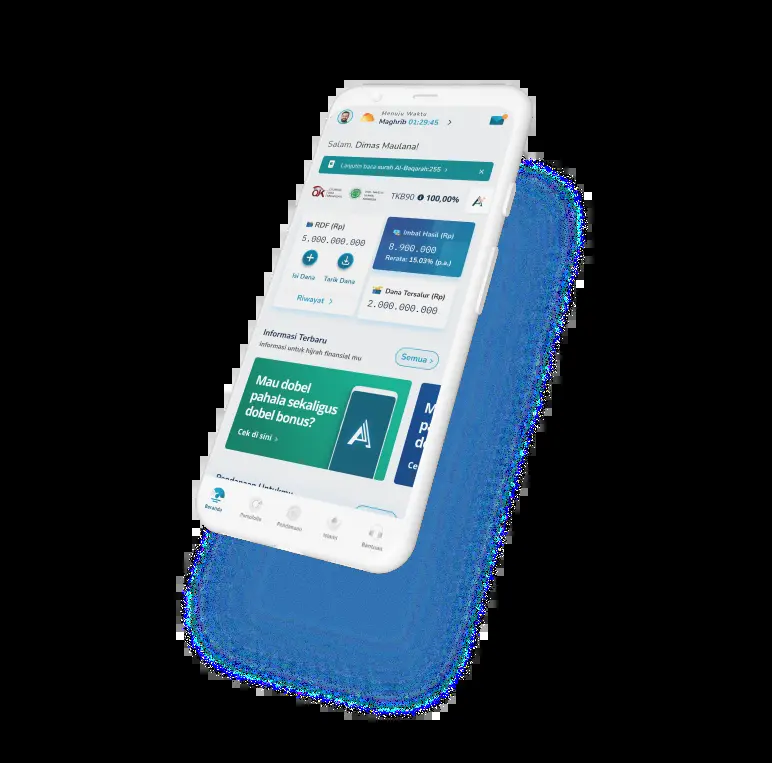 Menuju Waktu
Maghrib 01:29:45
Salam, Dimas Maulana!
Lanjutin baca surah Al-Baqarah:255
TKB90 100,00%
RDF (Rp)
5.000.000.000
Isi Dana
Tarik Dana
Riwayat
Imbal Hasil (Rp)
8.900.000
Rerata: 15.03% (p.a.)
Dana Tersalur (Rp)
2.000.000.000
Informasi Terbaru
Informasi untuk hijrah finansial mu
Semua
Mau dobel
pahala sekaligus
dobel bonus?
Cek di sini
Pendanaan Untukmu
Beranda
Portofolio
Pendanaan
Bantuan